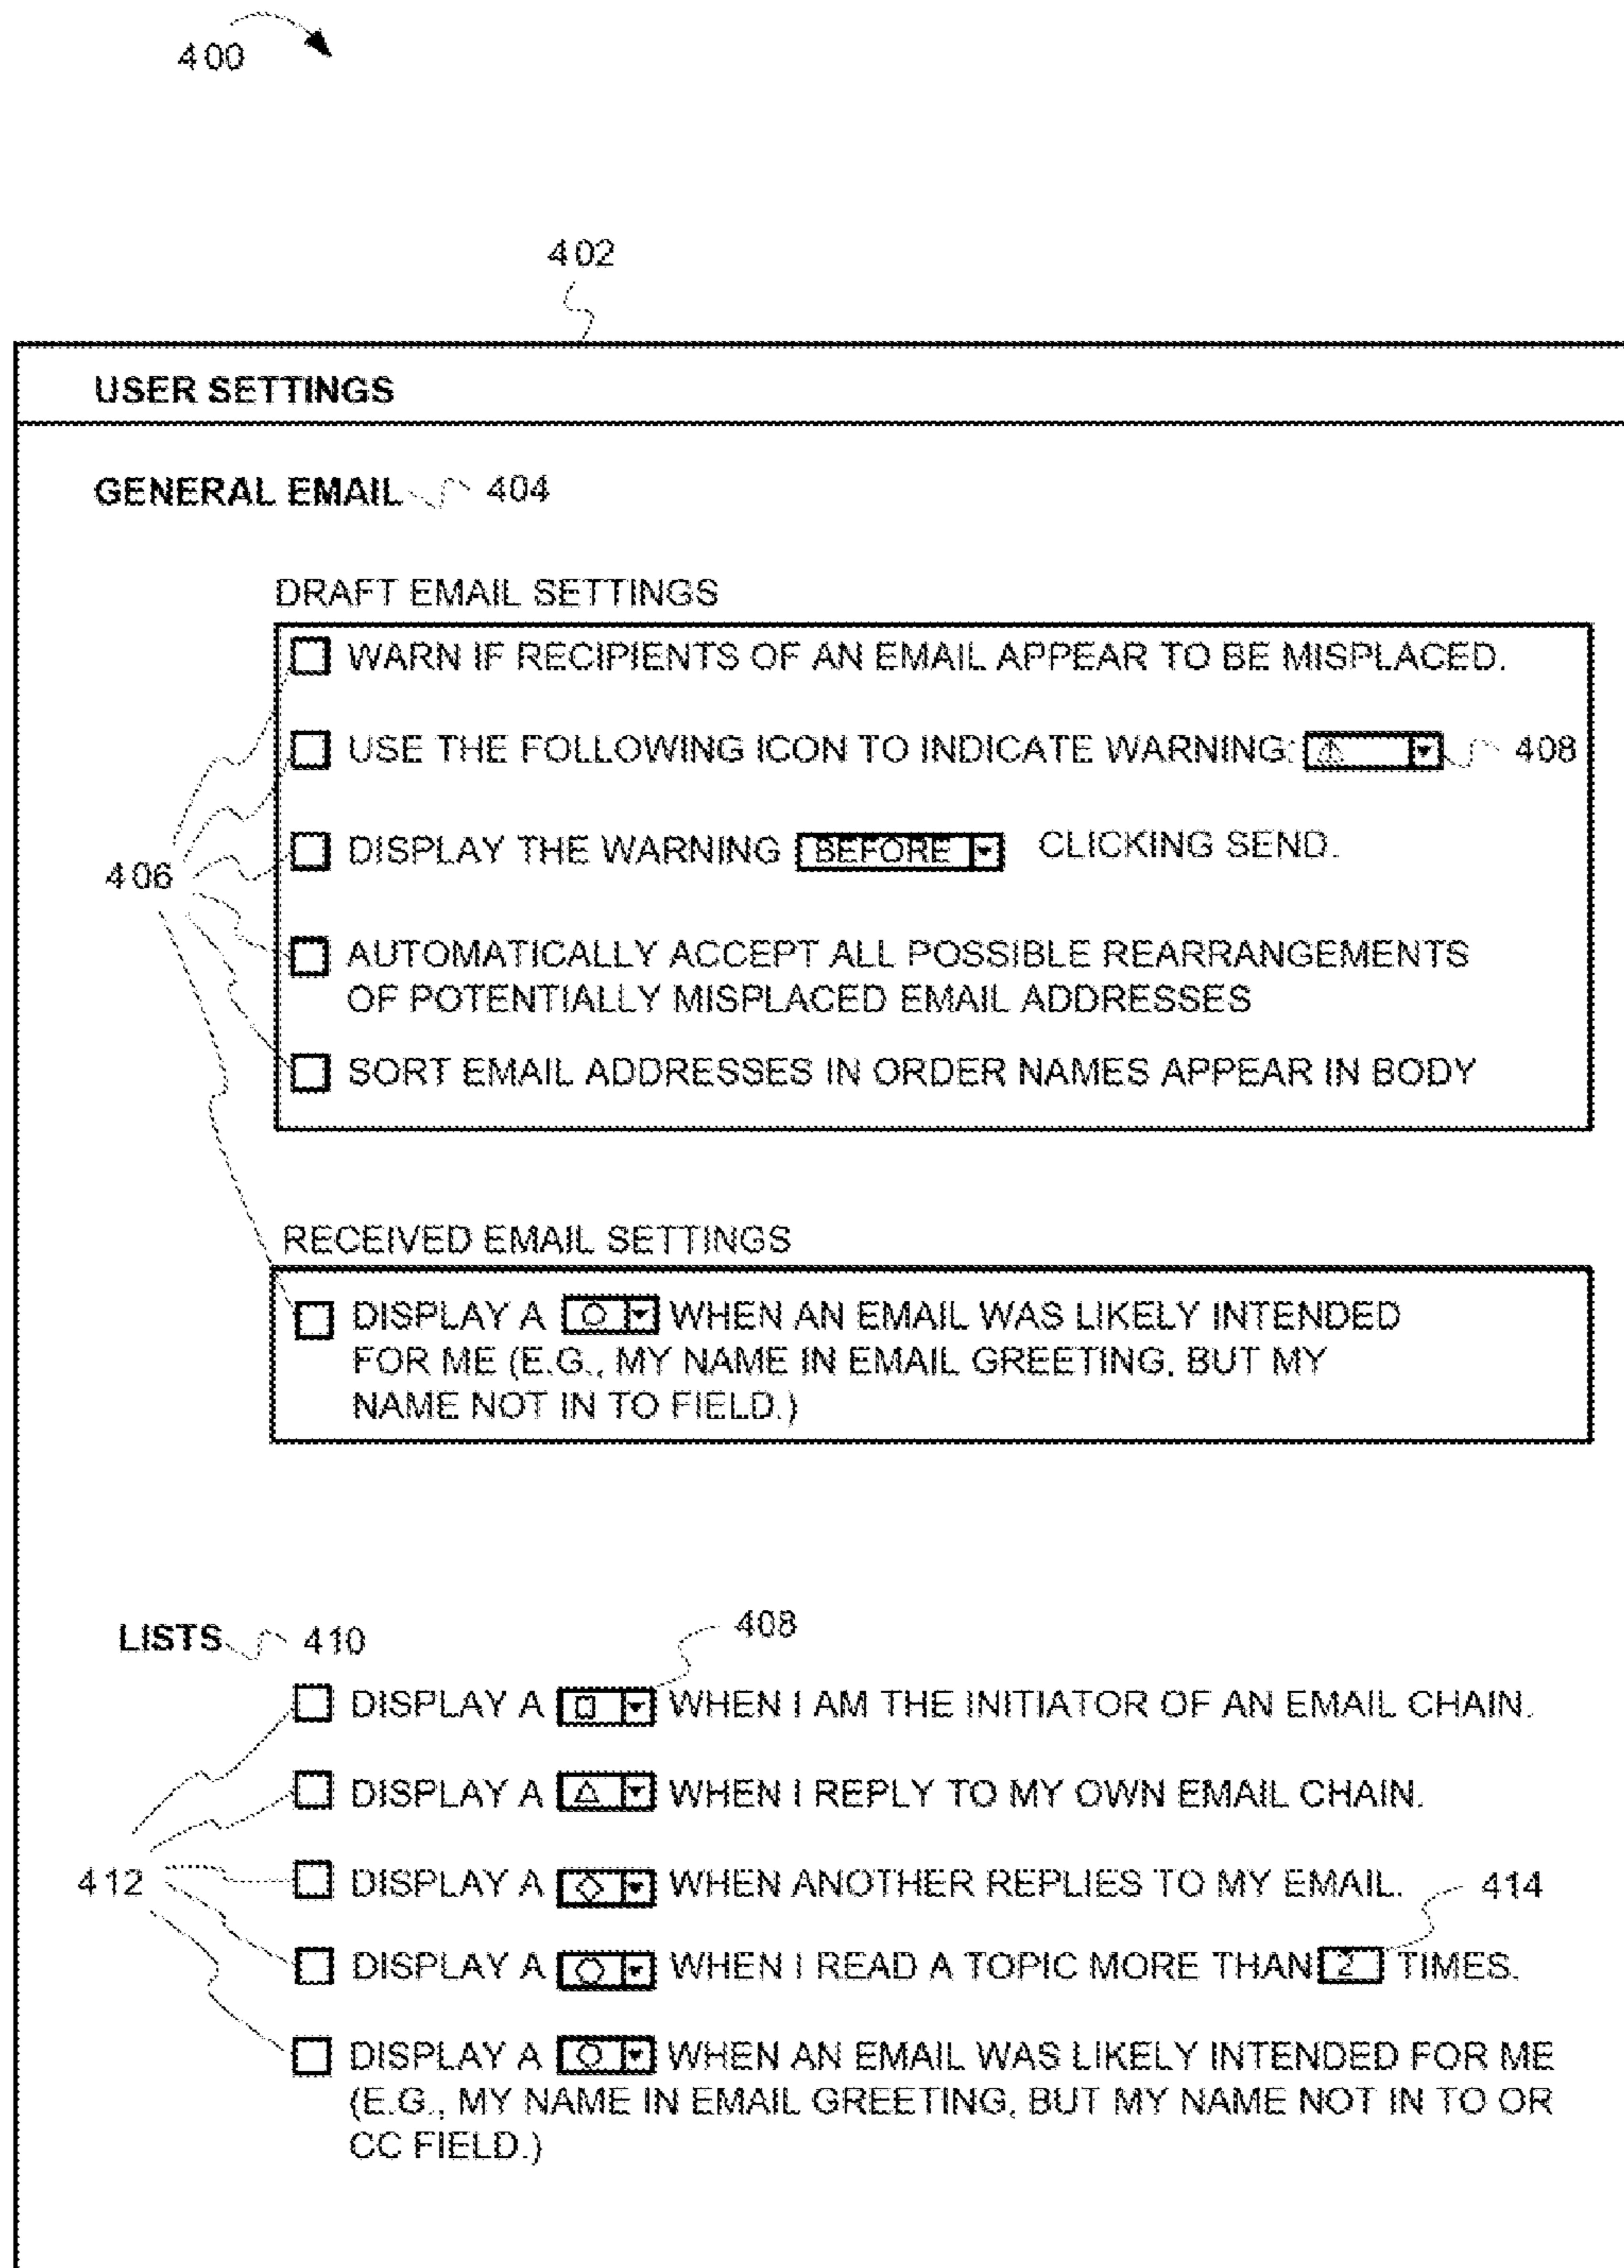 400
402
USER SETTINGS
GENERAL EMAIL 404
DRAFT EMAIL SETTINGS
WARN IF RECIPIENTS OF AN EMAIL APPEAR TO BE MISPLACED.
USE THE FOLLOWING ICON TO INDICATE WARNING: 408
DISPLAY THE WARNING BEFORE CLICKING SEND.
406
AUTOMATICALLY ACCEPT ALL POSSIBLE REARRANGEMENTS
OF POTENTIALLY MISPLACED EMAIL ADDRESSES
SORT EMAIL ADDRESSES IN ORDER NAMES APPEAR IN BODY
RECEIVED EMAIL SETTINGS
DISPLAY A WHEN AN EMAIL WAS LIKELY INTENDED
FOR ME (E.G., MY NAME IN EMAIL GREETING, BUT MY
NAME NOT IN TO FIELD.)
LISTS 410
408
DISPLAY A WHEN I AM THE INITIATOR OF AN EMAIL CHAIN.
DISPLAY A WHEN I REPLY TO MY OWN EMAIL CHAIN.
412
DISPLAY A WHEN ANOTHER REPLIES TO MY EMAIL.
414
DISPLAY A WHEN I READ A TOPIC MORE THAN 2 TIMES.
DISPLAY A WHEN AN EMAIL WAS LIKELY INTENDED FOR ME
(E.G., MY NAME IN EMAIL GREETING, BUT MY NAME NOT IN TO OR
CC FIELD.)